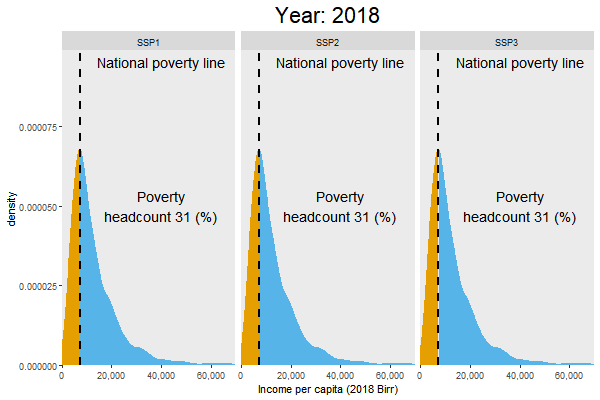 Year: 2018
SSP1 SSP2 SSP3
National poverty line National poverty line National poverty line
0.000075
Poverty Poverty Poverty
headcount 31 (%) headcount 31 (%) headcount 31 (%)
density
0.000050
0.000025
0.000000
0 20,000 40,000 60,000 0 20,000 40,000 60,000 0 20,000 40,000 60,000
Income per capita (2018 Birr)